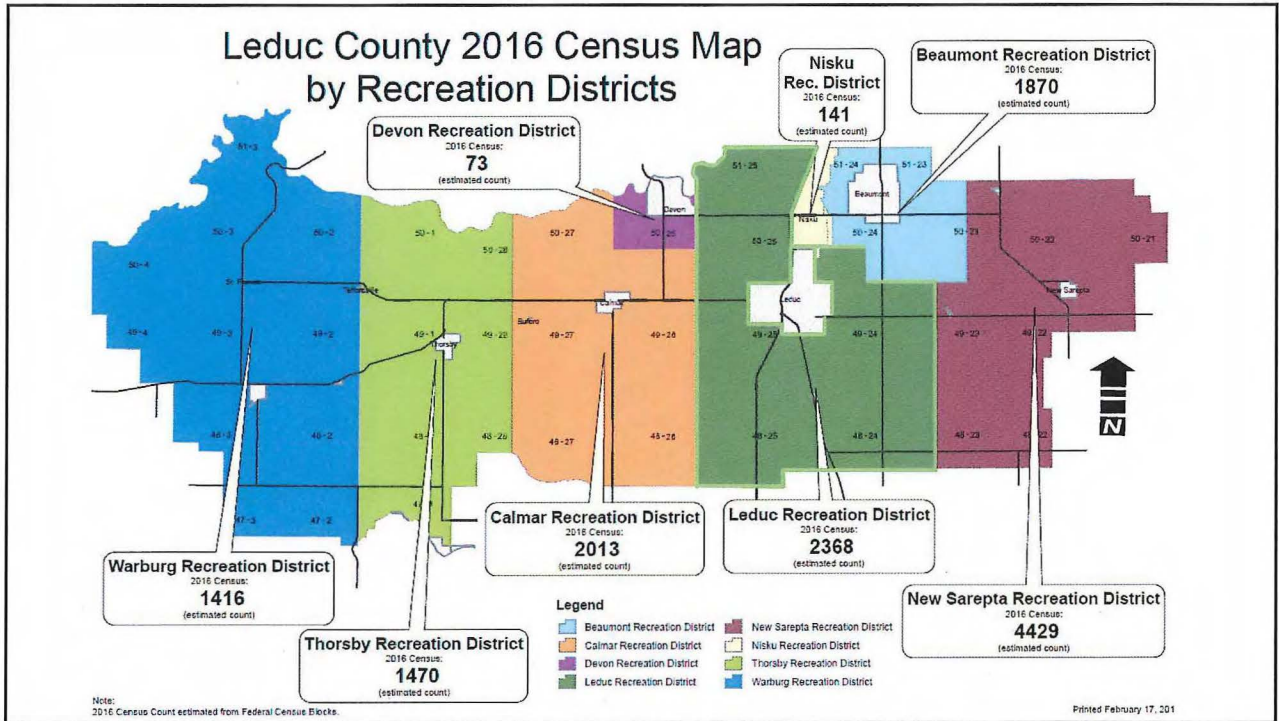 Leduc County 2016 Census Map
by Recreation Districts
Nisku
Rec. District
2016 Census:
141
(estimated count)
Beaumont Recreation District
2016 Census:
1870
(estimated count)
Devon Recreation District
2016 Census:
73
(estimated count)
51-3
51-25
51-24
51-23
Beaumont
Devon
Nisku
50-4
50-3
50-2
50-1
50-28
50-27
50-26
50-25
50-24
50-23
50-22
50-21
Telfordville
Calmar
Leduc
New Sarepta
Buford
Thorsby
49-4
49-3
49-2
49-1
49-28
49-27
49-26
49-25
49-24
49-23
49-22
48-3
48-2
48-1
48-28
48-27
48-26
48-25
48-24
48-23
48-22
47-3
47-2
N
Warburg Recreation District
2016 Census:
1416
(estimated count)
Thorsby Recreation District
2016 Census:
1470
(estimated count)
Calmar Recreation District
2016 Census:
2013
(estimated count)
Leduc Recreation District
2016 Census:
2368
(estimated count)
New Sarepta Recreation District
2016 Census:
4429
(estimated count)
Legend
Beaumont Recreation District
Calmar Recreation District
Devon Recreation District
Leduc Recreation District
New Sarepta Recreation District
Nisku Recreation District
Thorsby Recreation District
Warburg Recreation District
Note:
2016 Census Count estimated from Federal Census Blocks.
Printed February 17, 201